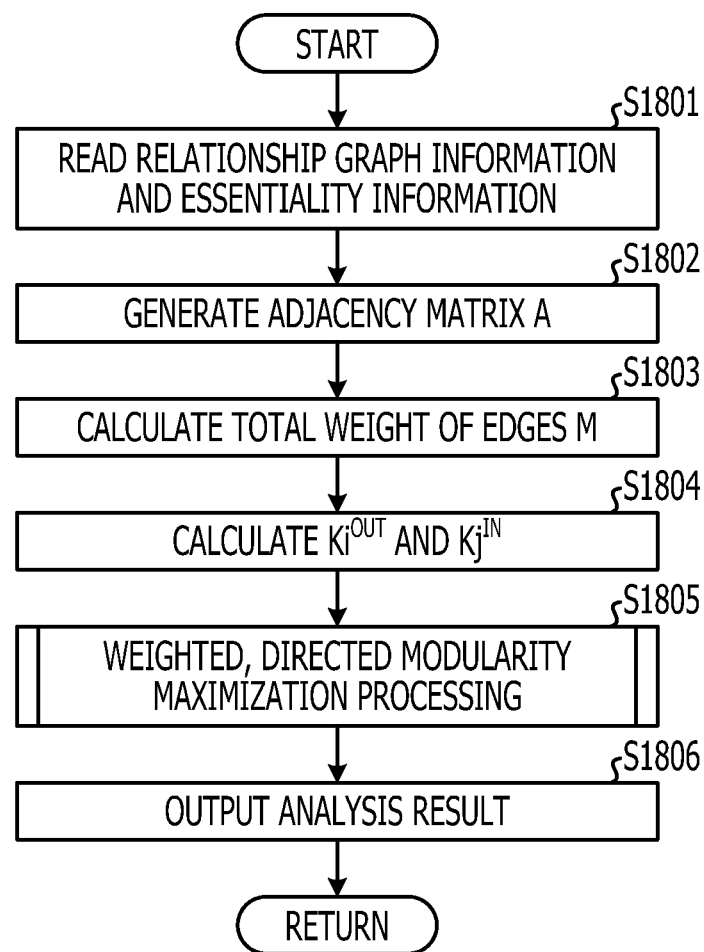 START
S1801
READ RELATIONSHIP GRAPH INFORMATION
AND ESSENTIALITY INFORMATION
S1802
GENERATE ADJACENCY MATRIX A
S1803
CALCULATE TOTAL WEIGHT OF EDGES M
S1804
CALCULATE Ki^OUT AND Kj^IN
S1805
WEIGHTED, DIRECTED MODULARITY
MAXIMIZATION PROCESSING
S1806
OUTPUT ANALYSIS RESULT
RETURN